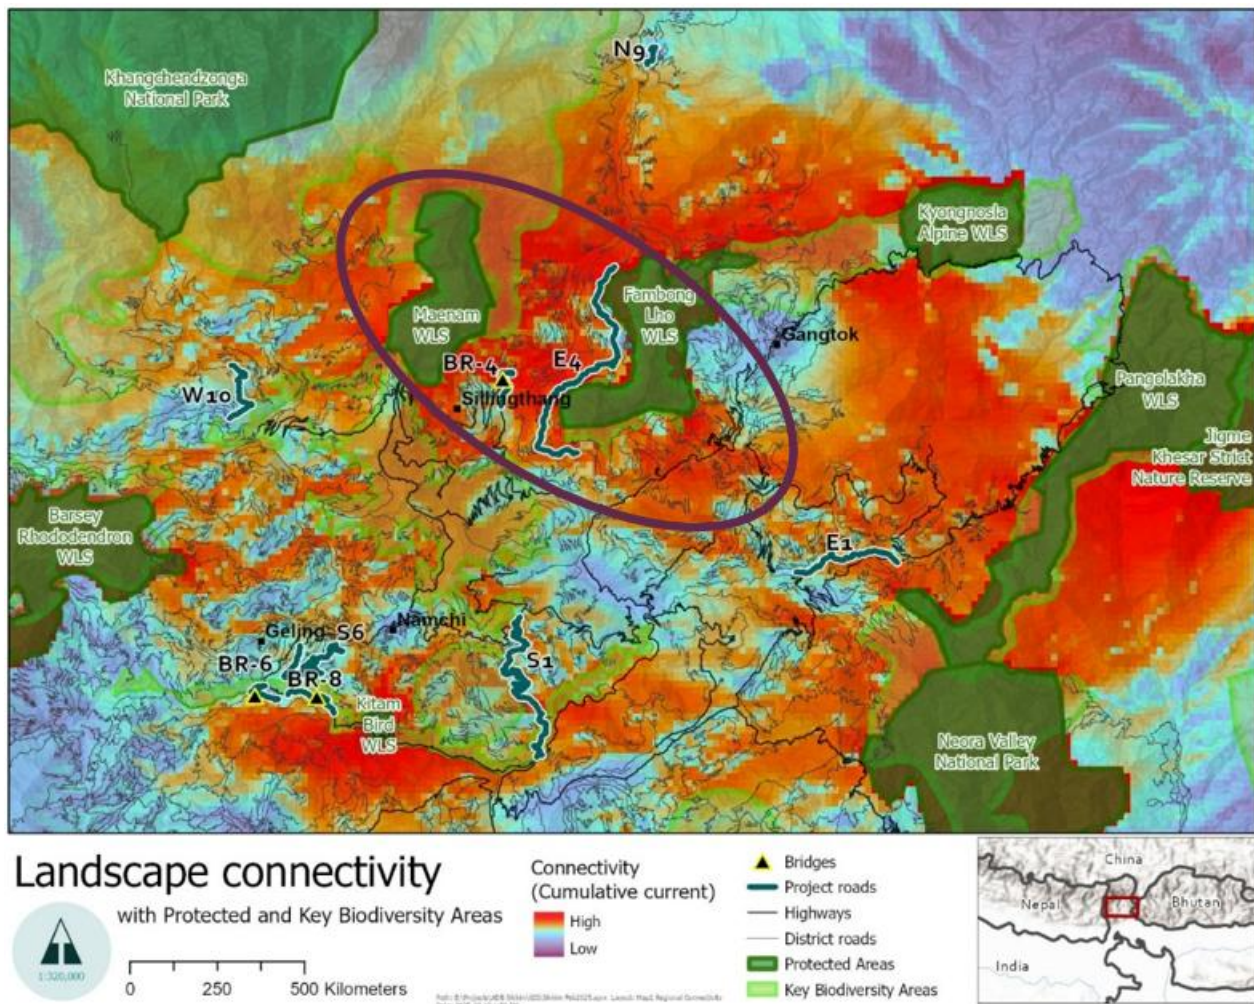 N9
Khangchendzonga
National Park
Kyongnosla
Alpine WLS
Maenam
WLS
Fambong
Lho
WLS
Gangtok
BR-4
E4
Sillingthang
W10
Pangolakha
WLS
Jigme
Khesar Strict
Nature Reserve
Barsey
Rhododendron
WLS
E1
Namchi
Geling
S6
BR-6
BR-8
S1
Kitam
Bird
WLS
Neora Valley
National Park
Landscape connectivity
with Protected and Key Biodiversity Areas
1:320,000
0 250 500 Kilometers
Connectivity
(Cumulative current)
High
Low
Bridges
Project roads
Highways
District roads
Protected Areas
Key Biodiversity Areas
China
Nepal
Bhutan
India